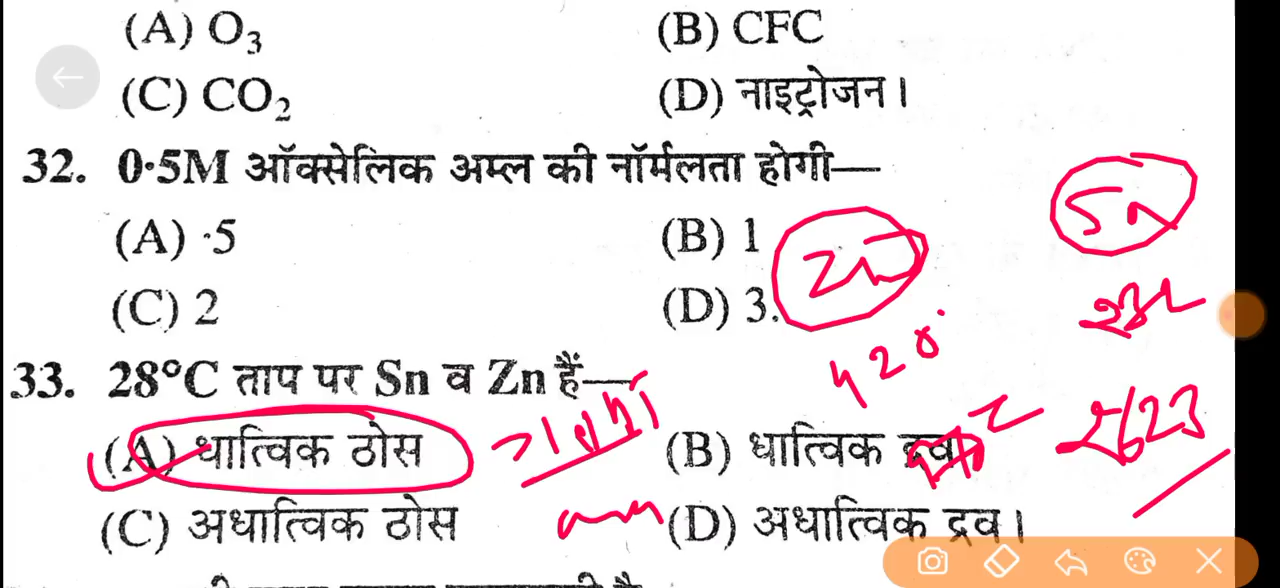 (A) O₃ (B) CFC
(C) CO₂ (D) नाइट्रोजन।
32. 0·5M ऑक्सेलिक अम्ल की नॉर्मलता होगी—
Sn
(A) ·5 (B) 1
Zn
(C) 2 (D) 3.
420
33. 28°C ताप पर Sn व Zn हैं—
(A) धात्विक ठोस (B) धात्विक द्रव
(C) अधात्विक ठोस (D) अधात्विक द्रव।